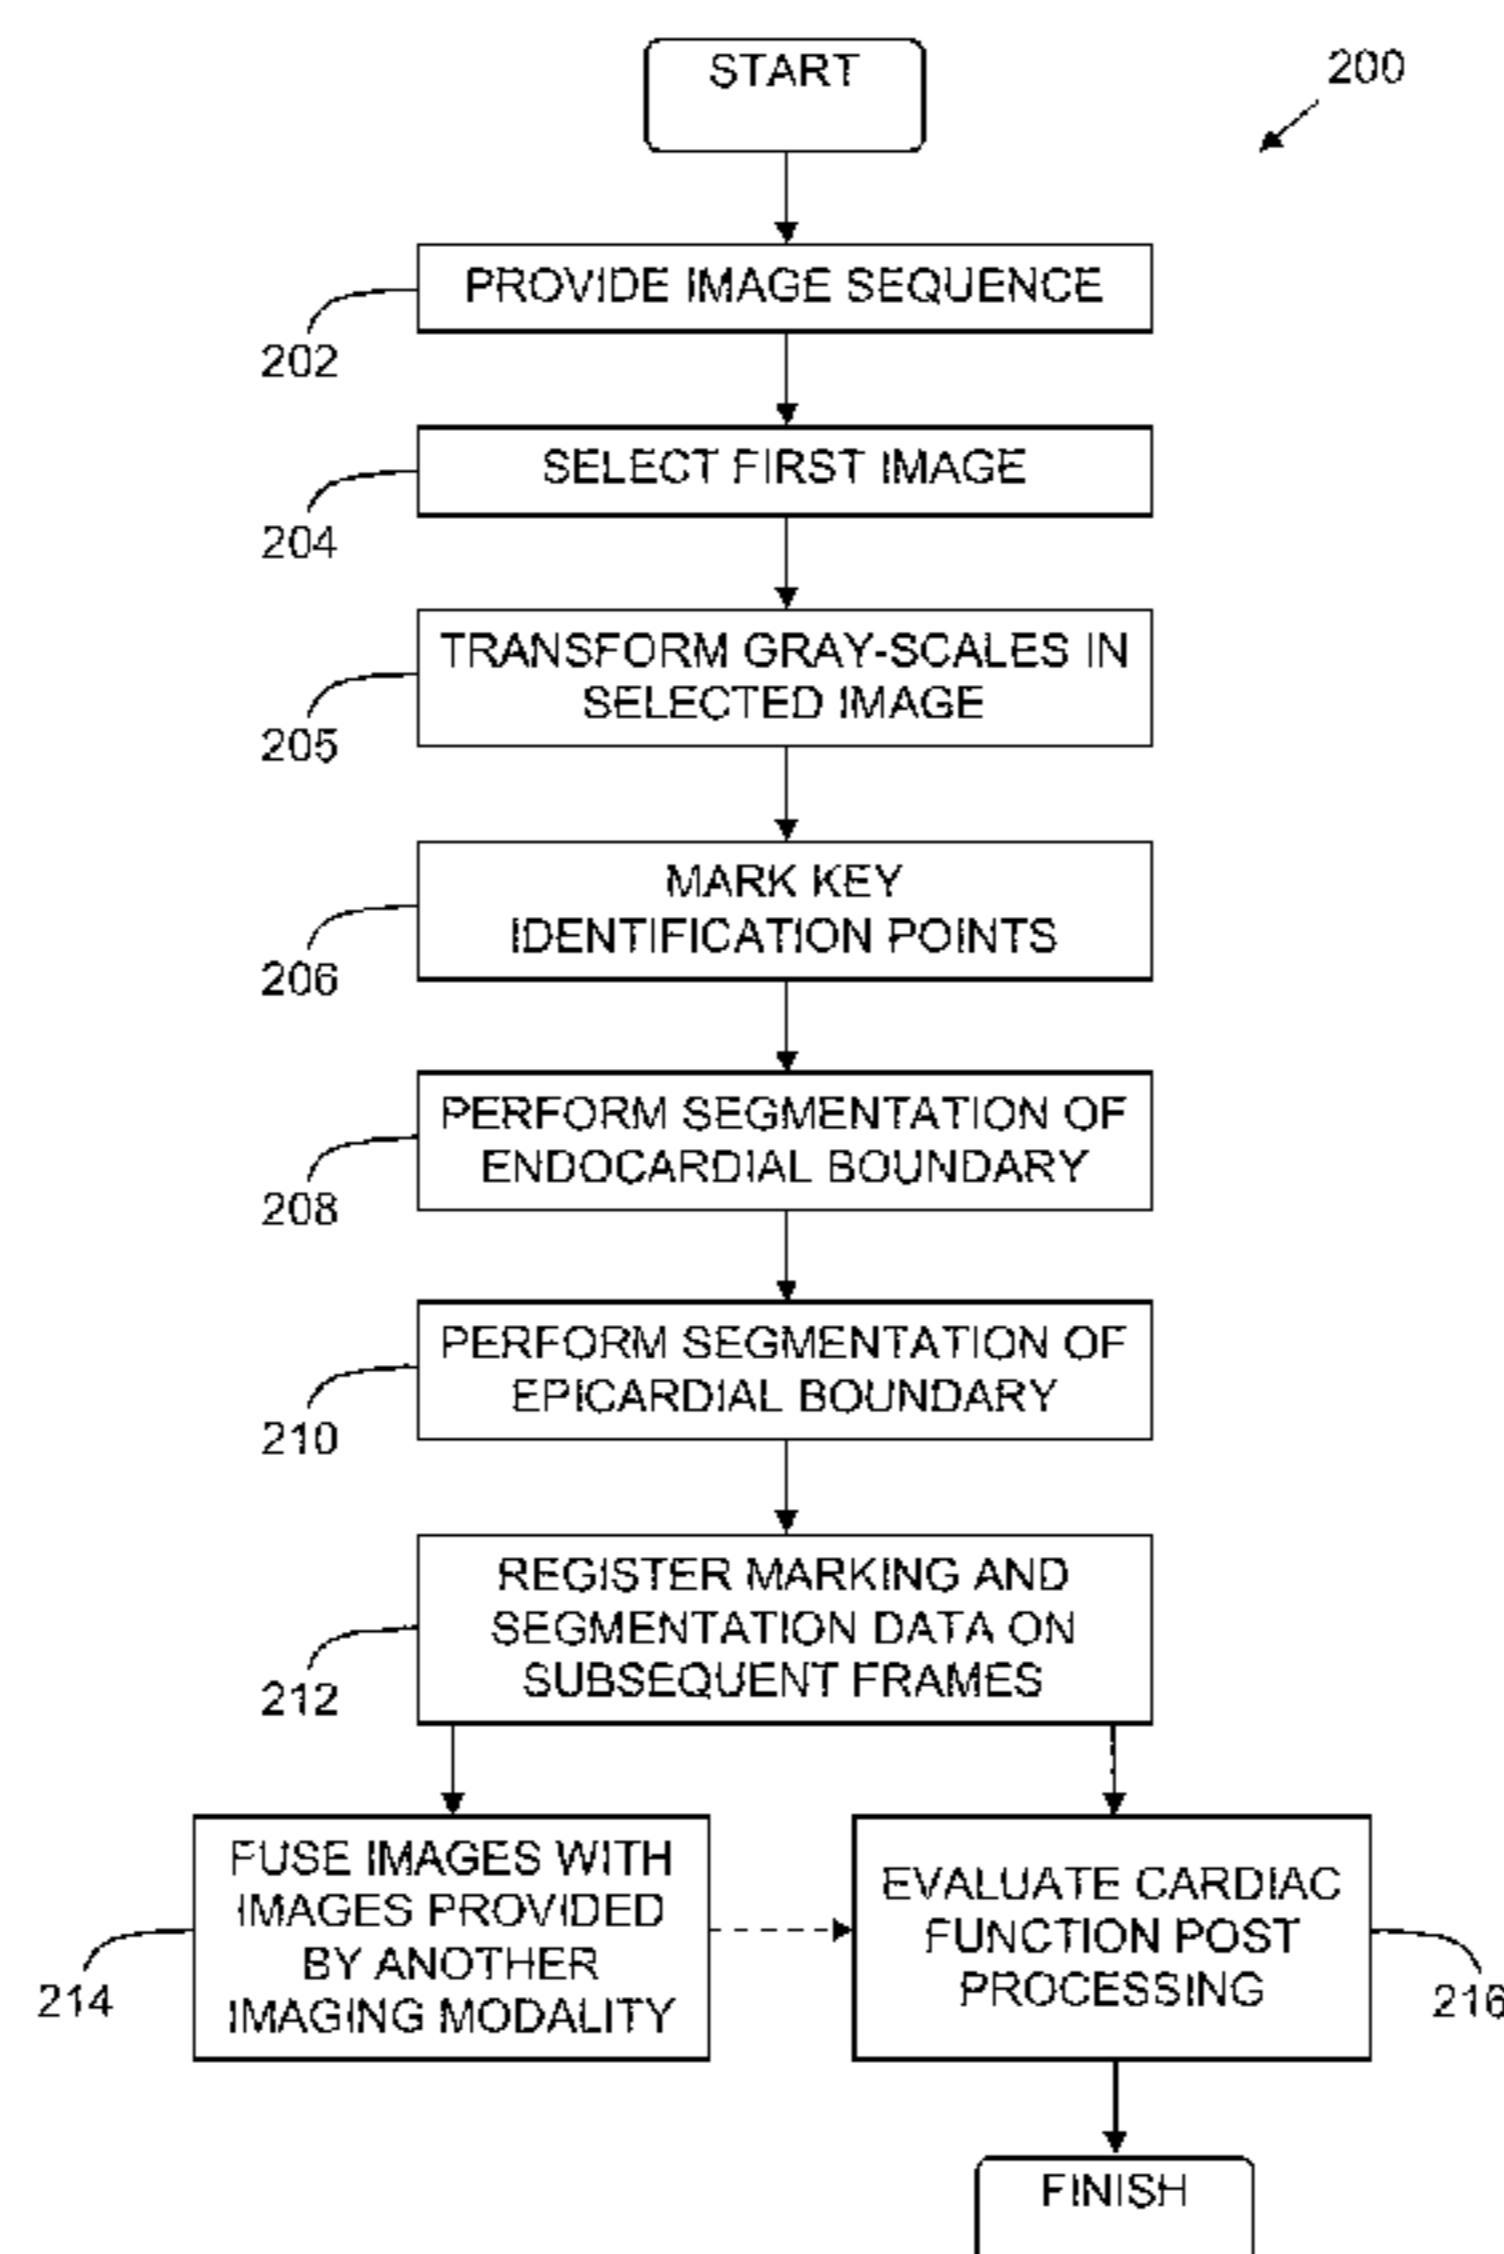 START
200
PROVIDE IMAGE SEQUENCE
202
SELECT FIRST IMAGE
204
TRANSFORM GRAY-SCALES IN
SELECTED IMAGE
205
MARK KEY
IDENTIFICATION POINTS
206
PERFORM SEGMENTATION OF
ENDOCARDIAL BOUNDARY
208
PERFORM SEGMENTATION OF
EPICARDIAL BOUNDARY
210
REGISTER MARKING AND
SEGMENTATION DATA ON
SUBSEQUENT FRAMES
212
FUSE IMAGES WITH
IMAGES PROVIDED
BY ANOTHER
IMAGING MODALITY
214
EVALUATE CARDIAC
FUNCTION POST
PROCESSING
216
FINISH